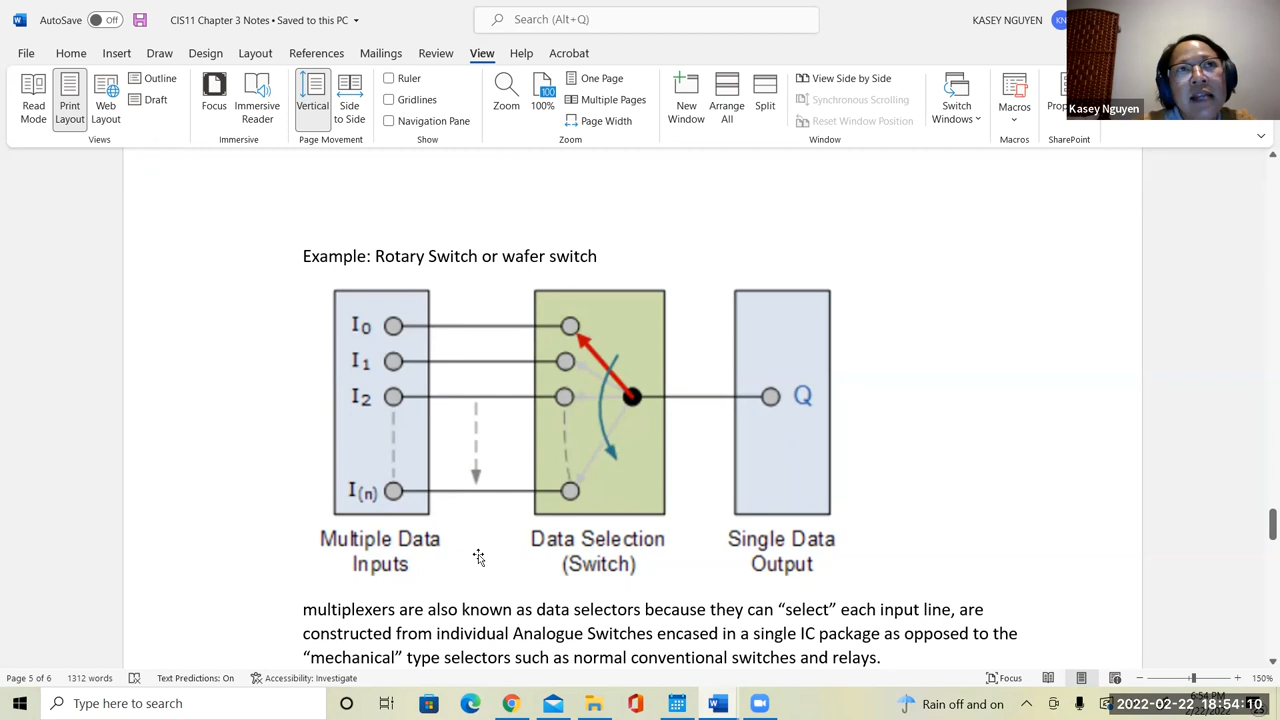 AutoSave Off CIS11 Chapter 3 Notes • Saved to this PC Search (Alt+Q) KASEY NGUYEN KN
File Home Insert Draw Design Layout References Mailings Review View Help Acrobat
Read Mode
Print Layout
Web Layout
Outline
Draft
Views
Focus
Immersive Reader
Immersive
Vertical
Side to Side
Page Movement
Ruler
Gridlines
Navigation Pane
Show
Zoom
100
100%
One Page
Multiple Pages
Page Width
Zoom
New Window
Arrange All
Split
View Side by Side
Synchronous Scrolling
Reset Window Position
Window
Switch Windows
Macros
Macros
SharePoint
Kasey Nguyen
Example: Rotary Switch or wafer switch
I0
I1
I2
I(n)
Q
Multiple Data Inputs
Data Selection (Switch)
Single Data Output
multiplexers are also known as data selectors because they can “select” each input line, are
constructed from individual Analogue Switches encased in a single IC package as opposed to the
“mechanical” type selectors such as normal conventional switches and relays.
Page 5 of 6 1312 words Text Predictions: On Accessibility: Investigate Focus 150%
Type here to search Rain off and on 6:54 PM
2022-02-22 18:54:10